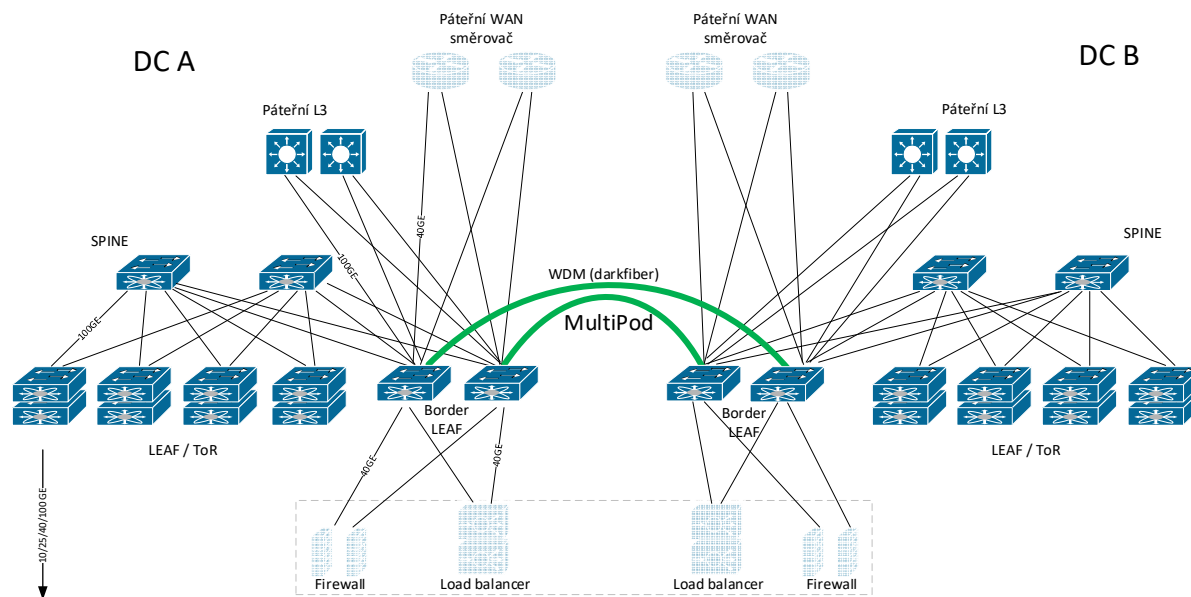 Páteřní WAN
směrovač
Páteřní WAN
směrovač
DC A
DC B
Páteřní L3
Páteřní L3
40GE
100GE
SPINE
SPINE
WDM (darkfiber)
MultiPod
100GE
Border
LEAF
Border
LEAF
LEAF / ToR
LEAF / ToR
40GE
40GE
10/25/40/100GE
Firewall
Load balancer
Load balancer
Firewall